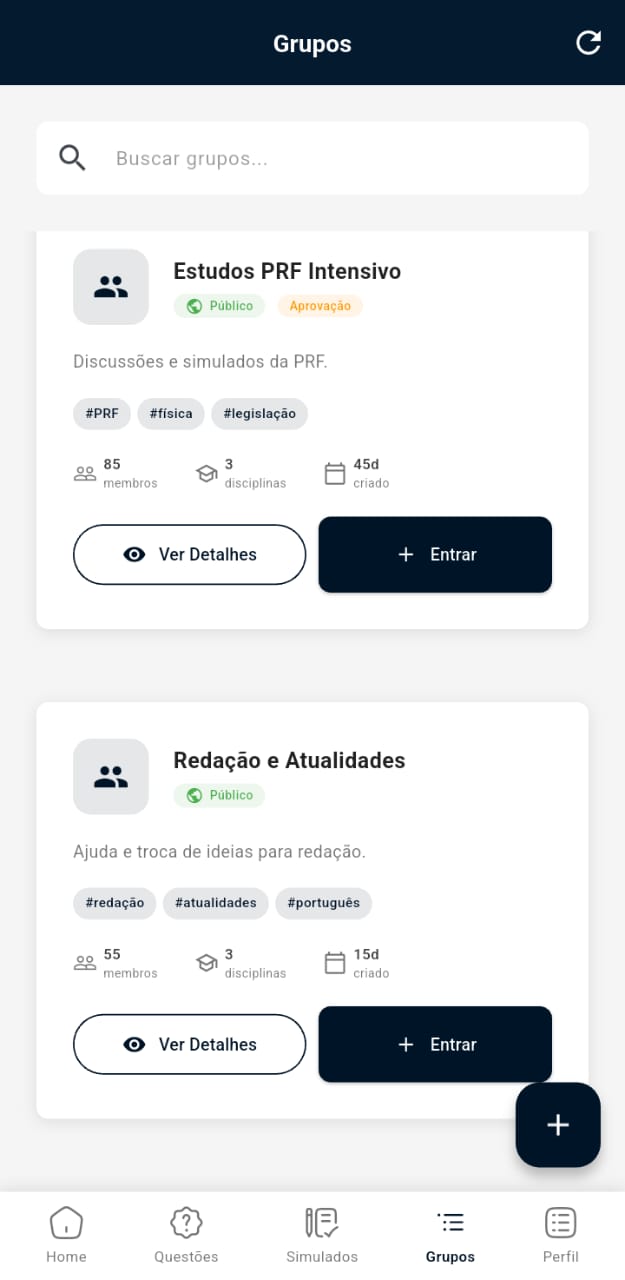 Grupos
Buscar grupos...
Estudos PRF Intensivo
Público Aprovação
Discussões e simulados da PRF.
#PRF #física #legislação
85 3 45d
membros disciplinas criado
Ver Detalhes Entrar
Redação e Atualidades
Público
Ajuda e troca de ideias para redação.
#redação #atualidades #português
55 3 15d
membros disciplinas criado
Ver Detalhes Entrar
Home Questões Simulados Grupos Perfil